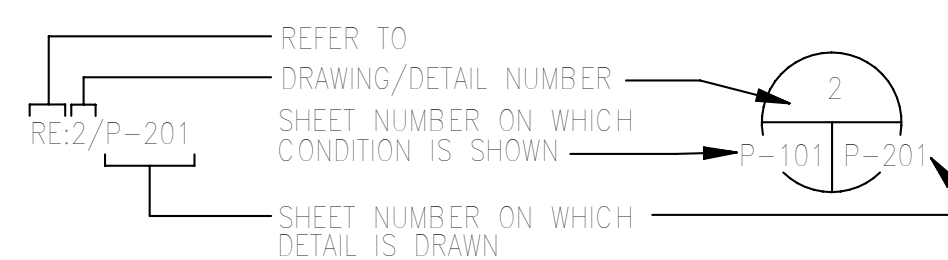 REFER TO
DRAWING/DETAIL NUMBER
2
RE:2/P-201
SHEET NUMBER ON WHICH
CONDITION IS SHOWN
P-101
P-201
SHEET NUMBER ON WHICH
DETAIL IS DRAWN